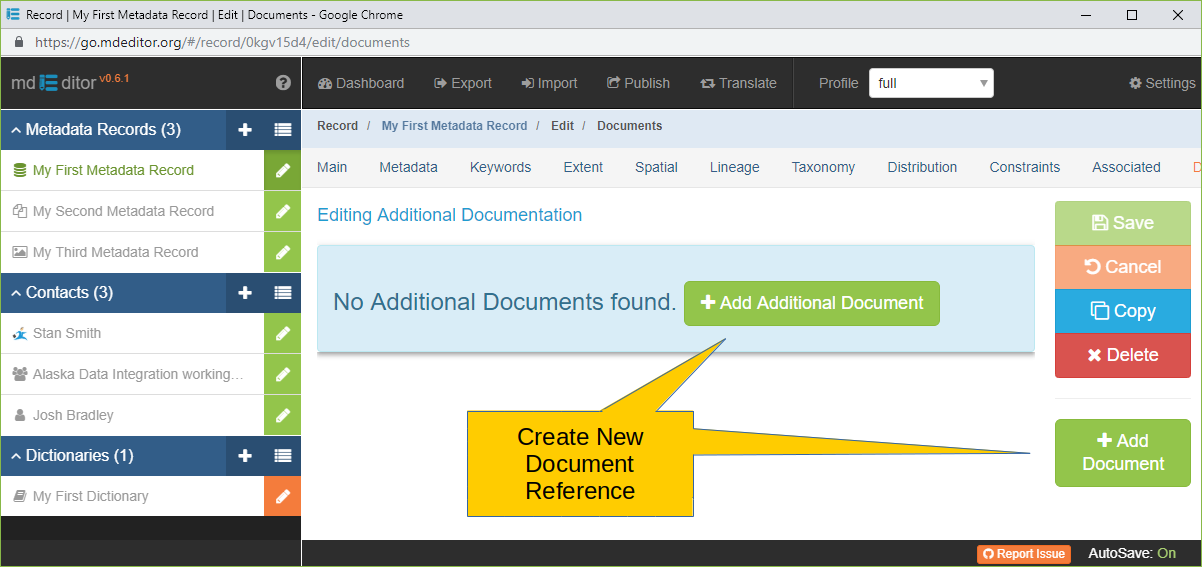 Record | My First Metadata Record | Edit | Documents - Google Chrome
https://go.mdeditor.org/#/record/0kgv15d4/edit/documents
md ditor v0.6.1
Dashboard Export Import Publish Translate Profile full Settings
Metadata Records (3)
My First Metadata Record
My Second Metadata Record
My Third Metadata Record
Contacts (3)
Stan Smith
Alaska Data Integration working...
Josh Bradley
Dictionaries (1)
My First Dictionary
Record / My First Metadata Record / Edit / Documents
Main Metadata Keywords Extent Spatial Lineage Taxonomy Distribution Constraints Associated D
Editing Additional Documentation
No Additional Documents found. Add Additional Document
Save
Cancel
Copy
Delete
Add
Document
Create New
Document
Reference
Report Issue AutoSave: On